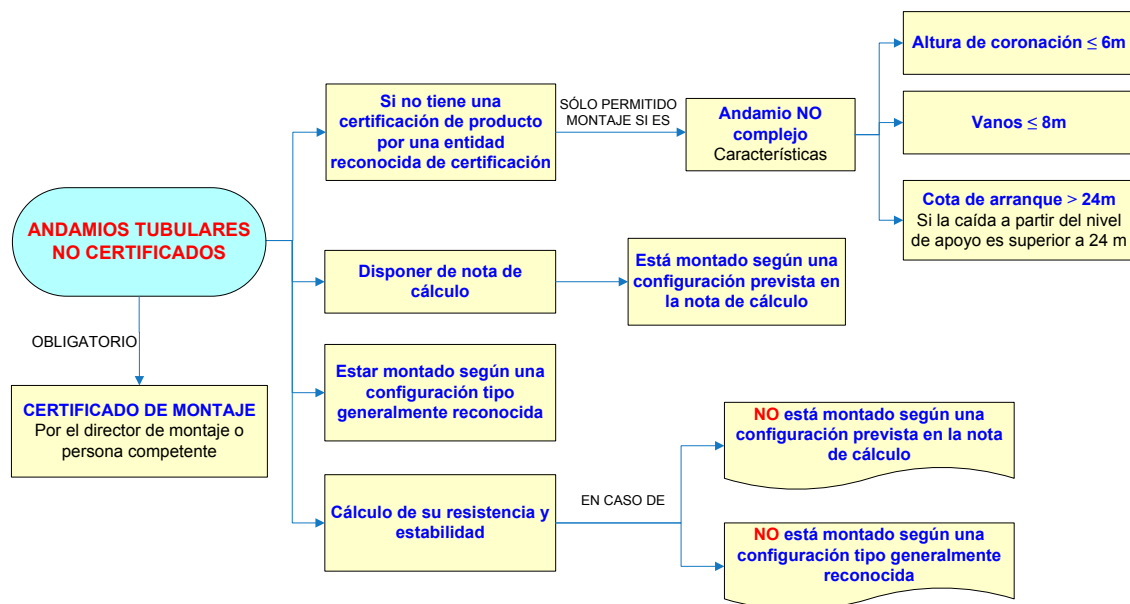 ANDAMIOS TUBULARES
NO CERTIFICADOS
OBLIGATORIO
CERTIFICADO DE MONTAJE
Por el director de montaje o
persona competente
Si no tiene una
certificación de producto
por una entidad
reconocida de certificación
SÓLO PERMITIDO
MONTAJE SI ES
Andamio NO
complejo
Características
Altura de coronación ≤ 6m
Vanos ≤ 8m
Cota de arranque > 24m
Si la caída a partir del nivel
de apoyo es superior a 24 m
Disponer de nota de
cálculo
Está montado según una
configuración prevista en
la nota de cálculo
Estar montado según una
configuración tipo
generalmente reconocida
Cálculo de su resistencia y
estabilidad
EN CASO DE
NO está montado según una
configuración prevista en la nota
de cálculo
NO está montado según una
configuración tipo generalmente
reconocida